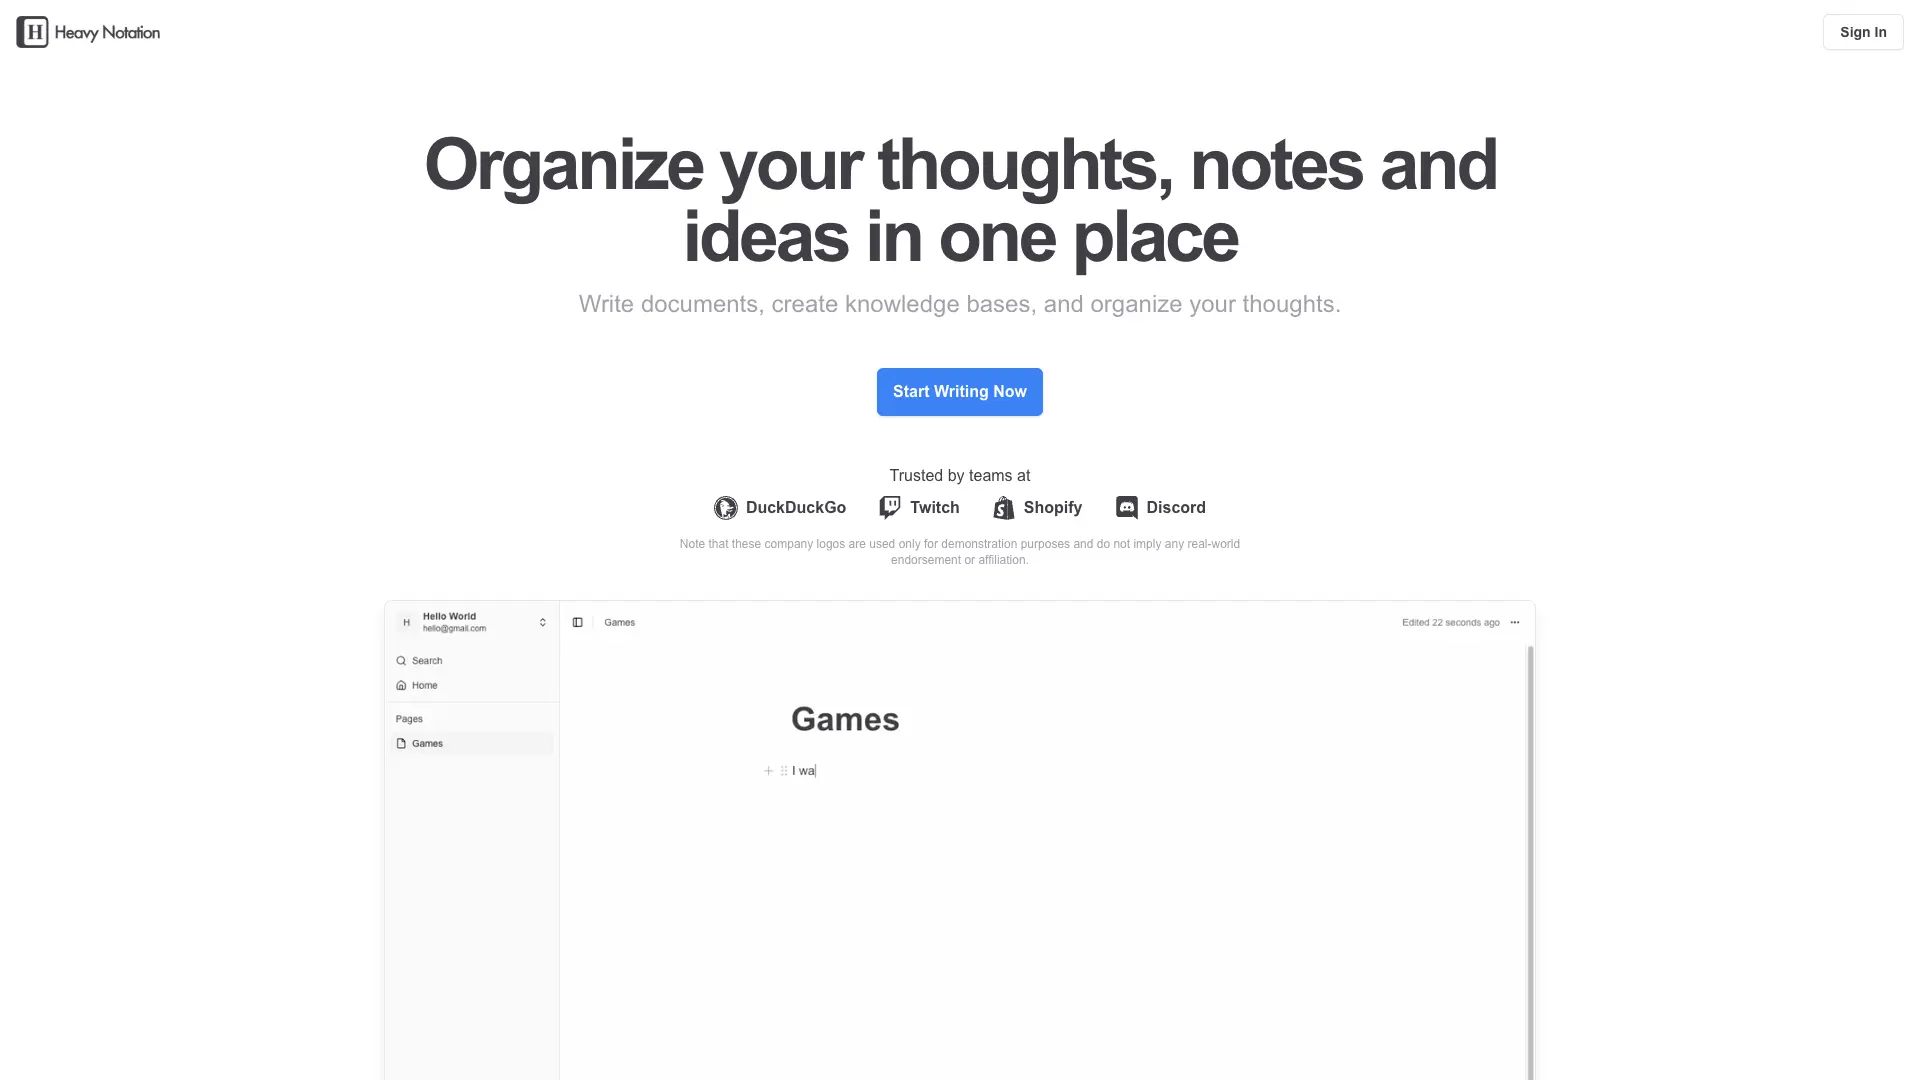 H Heavy Notation
Sign In
Organize your thoughts, notes and
ideas in one place
Write documents, create knowledge bases, and organize your thoughts.
Start Writing Now
Trusted by teams at
DuckDuckGo Twitch Shopify Discord
Note that these company logos are used only for demonstration purposes and do not imply any real-world
endorsement or affiliation.
H Hello World
hello@gmail.com
Search
Home
Pages
Games
Games
Edited 22 seconds ago
Games
I wa